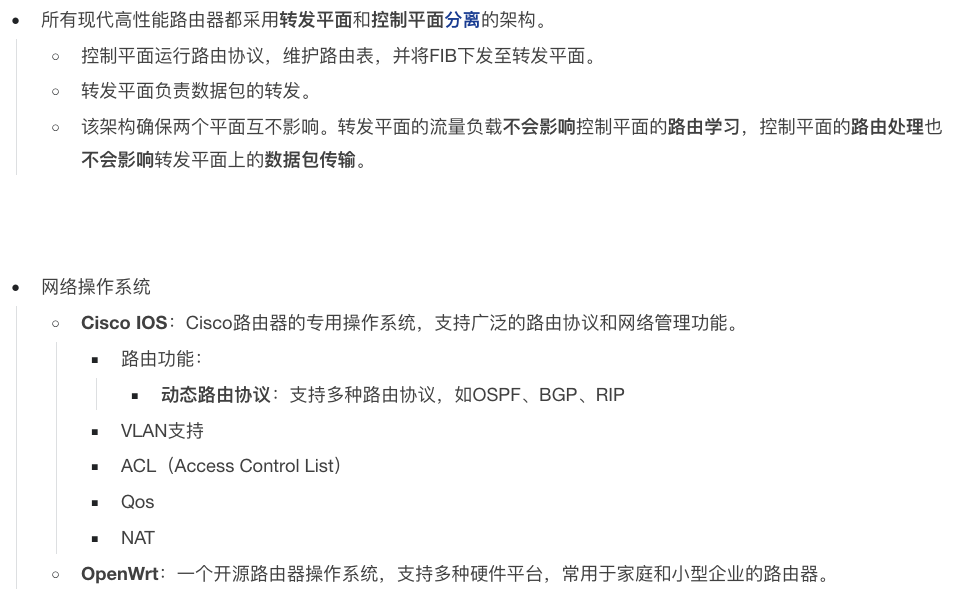 所有现代高性能路由器都采用转发平面和控制平面分离的架构。
控制平面运行路由协议，维护路由表，并将FIB下发至转发平面。
转发平面负责数据包的转发。
该架构确保两个平面互不影响。转发平面的流量负载不会影响控制平面的路由学习，控制平面的路由处理也
不会影响转发平面上的数据包传输。
网络操作系统
Cisco IOS：Cisco路由器的专用操作系统，支持广泛的路由协议和网络管理功能。
路由功能：
动态路由协议：支持多种路由协议，如OSPF、BGP、RIP
VLAN支持
ACL（Access Control List）
Qos
NAT
OpenWrt：一个开源路由器操作系统，支持多种硬件平台，常用于家庭和小型企业的路由器。